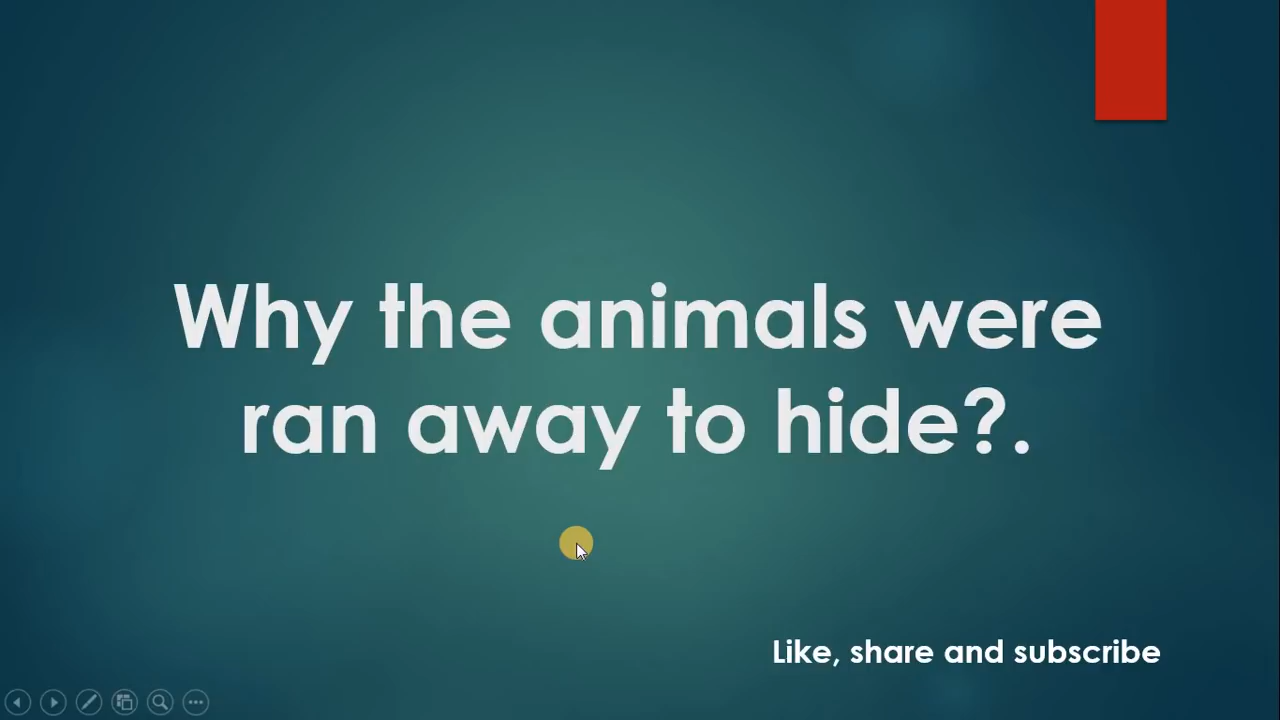 Why the animals were
ran away to hide?.
Like, share and subscribe